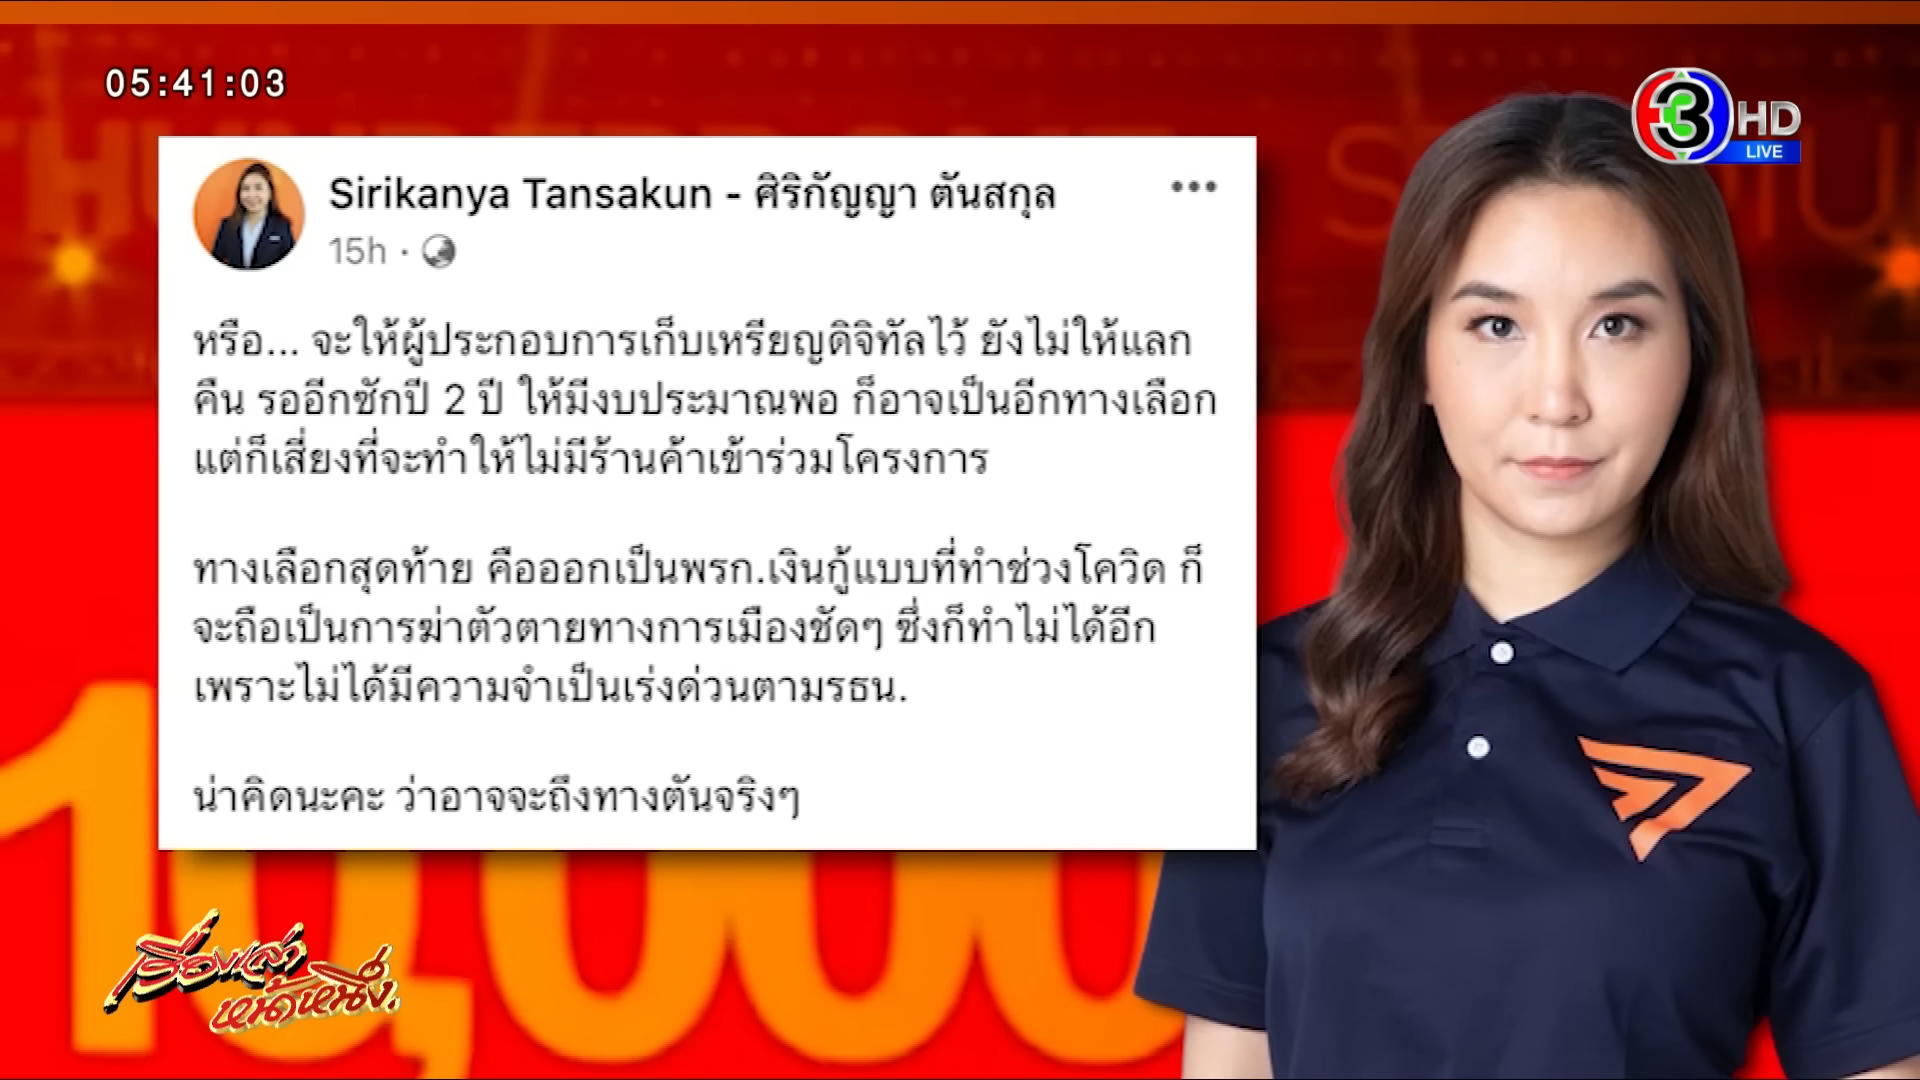 05:41:03
3 HD
LIVE
Sirikanya Tansakun - ศิริกัญญา ตันสกุล
15h ·
หรือ... จะให้ผู้ประกอบการเก็บเหรียญดิจิทัลไว้ ยังไม่ให้แลก
คืน รออีกซักปี 2 ปี ให้มีงบประมาณพอ ก็อาจเป็นอีกทางเลือก
แต่ก็เสี่ยงที่จะทำให้ไม่มีร้านค้าเข้าร่วมโครงการ
ทางเลือกสุดท้าย คือออกเป็นพรก.เงินกู้แบบที่ทำช่วงโควิด ก็
จะถือเป็นการฆ่าตัวตายทางการเมืองชัดๆ ซึ่งก็ทำไม่ได้อีก
เพราะไม่ได้มีความจำเป็นเร่งด่วนตามรธน.
น่าคิดนะคะ ว่าอาจจะถึงทางตันจริงๆ
10,000
เรื่องเล่า
หน้าหนึ่ง